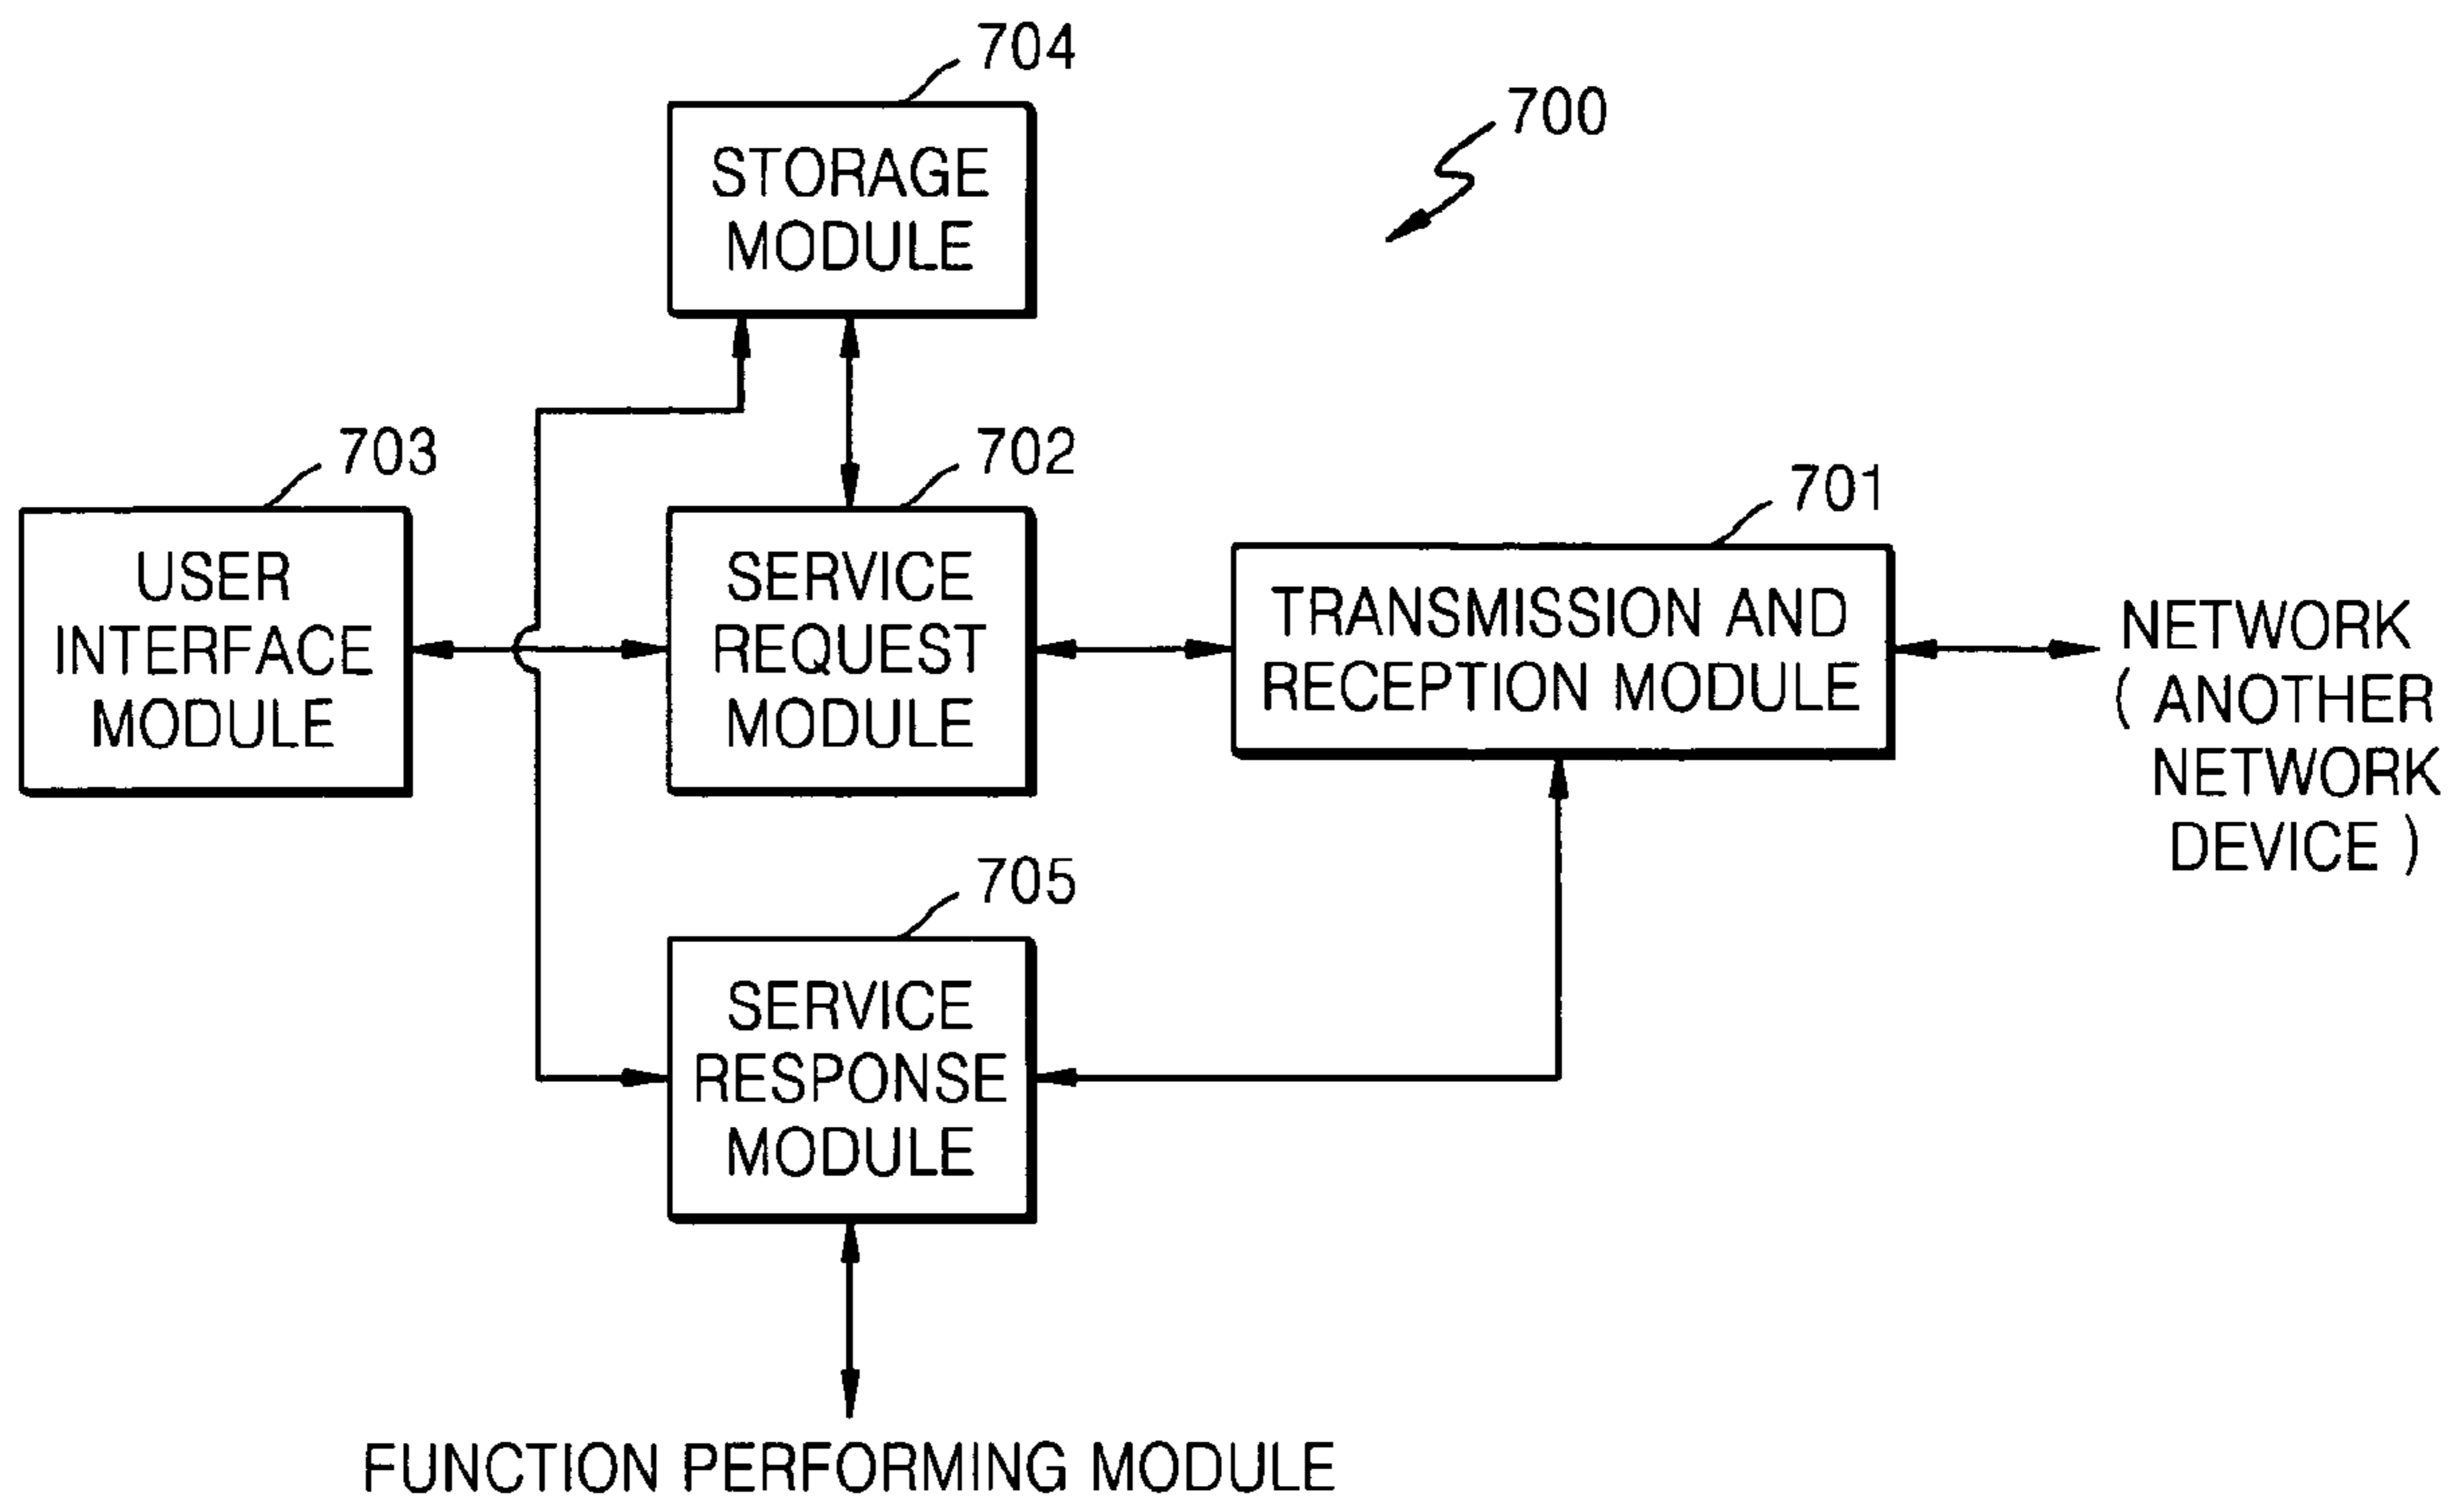 704
700
STORAGE
MODULE
703
702
701
USER
INTERFACE
MODULE
SERVICE
REQUEST
MODULE
TRANSMISSION AND
RECEPTION MODULE
NETWORK
( ANOTHER
NETWORK
DEVICE )
705
SERVICE
RESPONSE
MODULE
FUNCTION PERFORMING MODULE